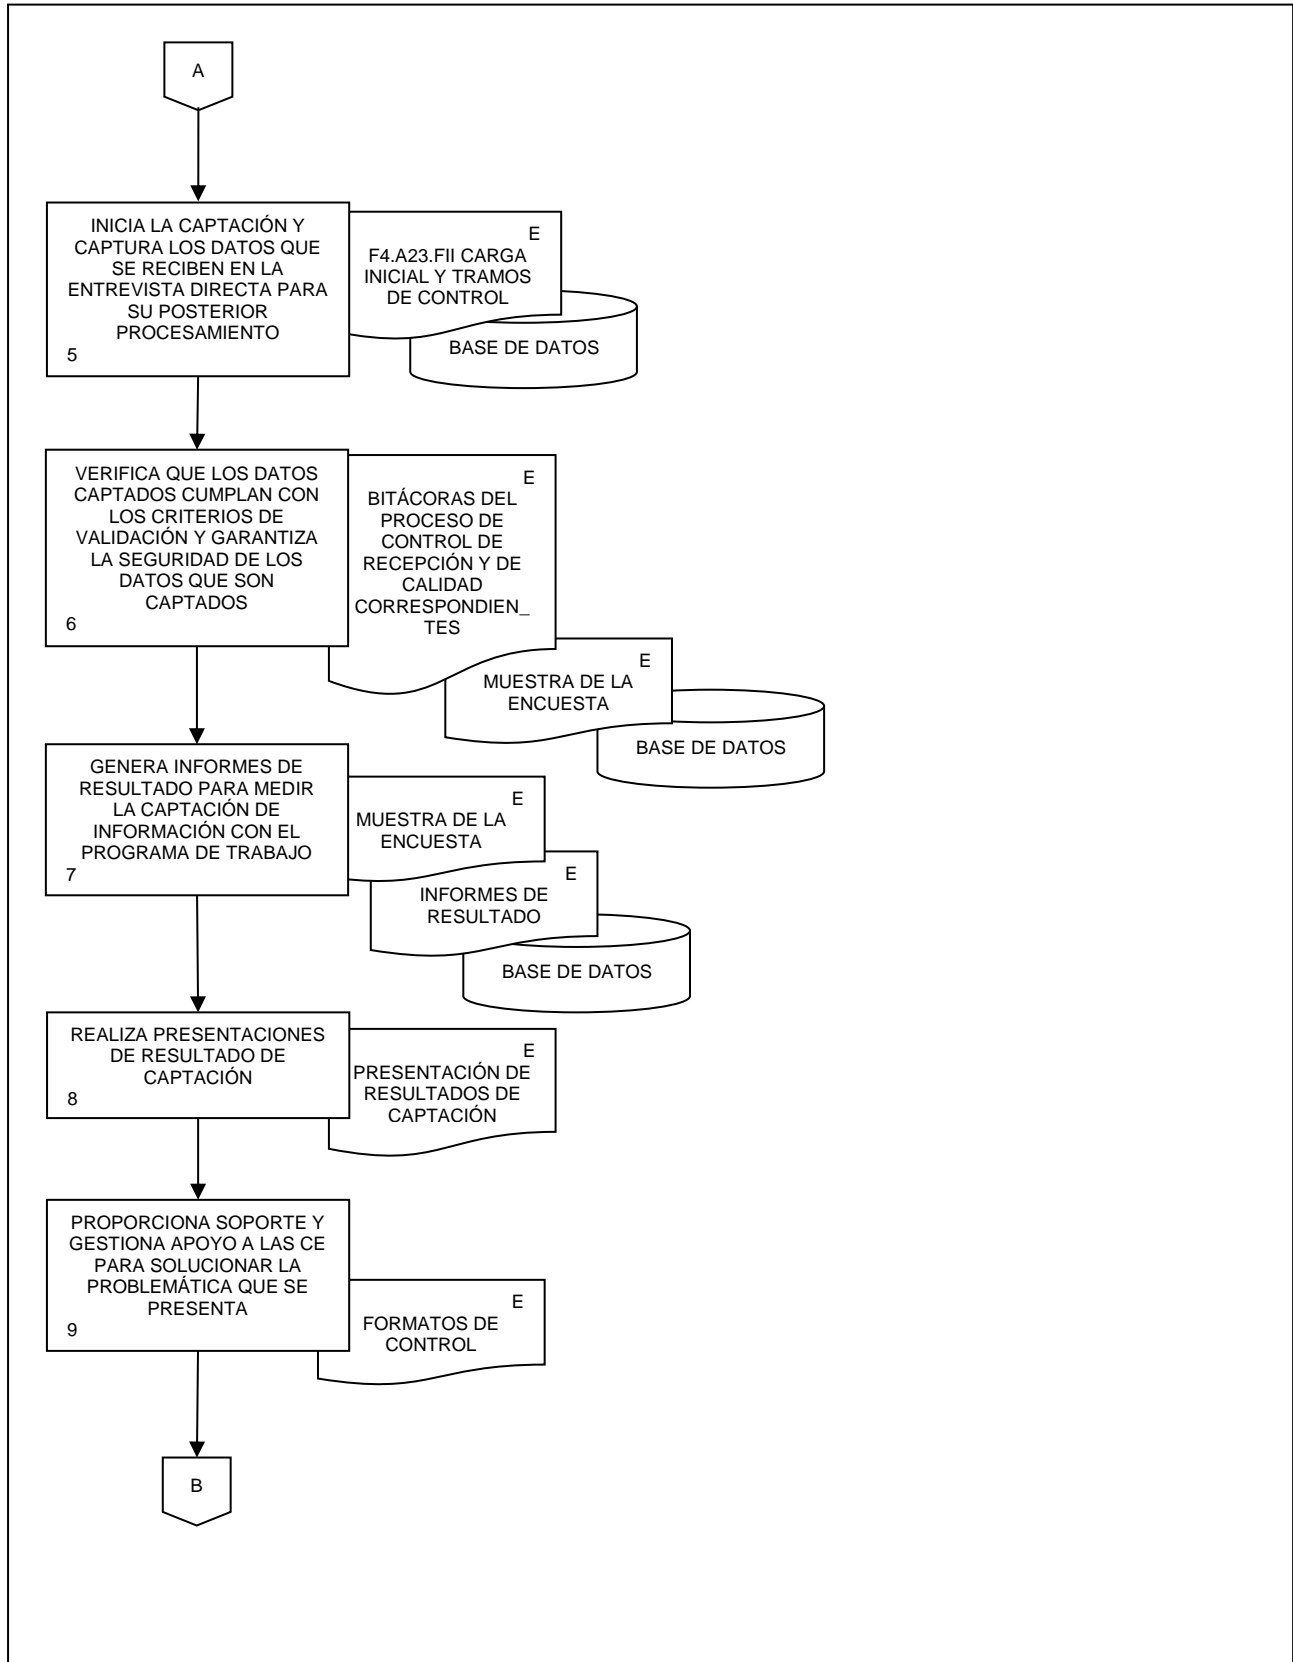 A
INICIA LA CAPTACIÓN Y
CAPTURA LOS DATOS QUE
SE RECIBEN EN LA
ENTREVISTA DIRECTA PARA
SU POSTERIOR
PROCESAMIENTO
5
E
F4.A23.FII CARGA
INICIAL Y TRAMOS
DE CONTROL
BASE DE DATOS
VERIFICA QUE LOS DATOS
CAPTADOS CUMPLAN CON
LOS CRITERIOS DE
VALIDACIÓN Y GARANTIZA
LA SEGURIDAD DE LOS
DATOS QUE SON
CAPTADOS
6
E
BITÁCORAS DEL
PROCESO DE
CONTROL DE
RECEPCIÓN Y DE
CALIDAD
CORRESPONDIEN_
TES
E
MUESTRA DE LA
ENCUESTA
BASE DE DATOS
GENERA INFORMES DE
RESULTADO PARA MEDIR
LA CAPTACIÓN DE
INFORMACIÓN CON EL
PROGRAMA DE TRABAJO
7
E
MUESTRA DE LA
ENCUESTA
E
INFORMES DE
RESULTADO
BASE DE DATOS
REALIZA PRESENTACIONES
DE RESULTADO DE
CAPTACIÓN
8
E
PRESENTACIÓN DE
RESULTADOS DE
CAPTACIÓN
PROPORCIONA SOPORTE Y
GESTIONA APOYO A LAS CE
PARA SOLUCIONAR LA
PROBLEMÁTICA QUE SE
PRESENTA
9
E
FORMATOS DE
CONTROL
B